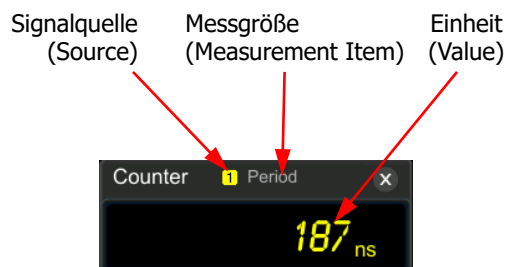 Signalquelle Messgröße Einheit
(Source) (Measurement Item) (Value)
Counter 1 Period X
187 ns